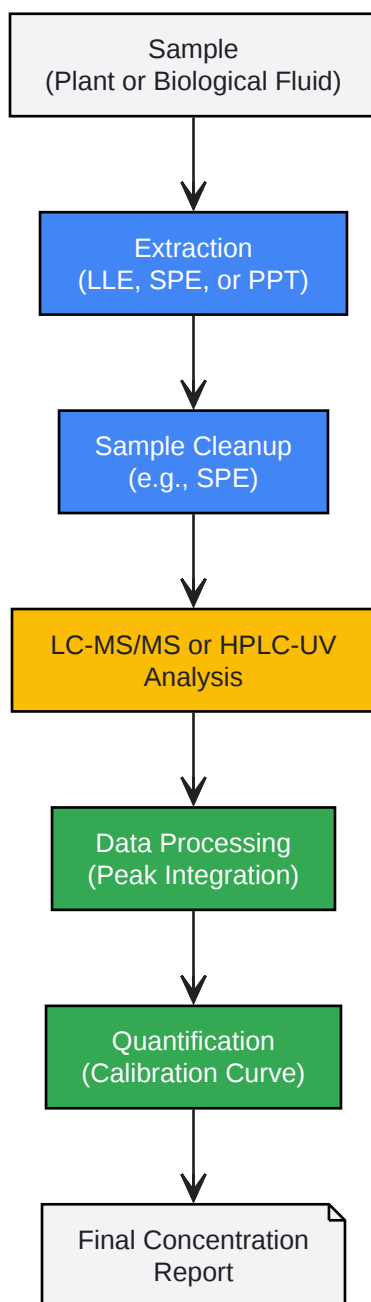 Sample
(Plant or Biological Fluid)
Extraction
(LLE, SPE, or PPT)
Sample Cleanup
(e.g., SPE)
LC-MS/MS or HPLC-UV
Analysis
Data Processing
(Peak Integration)
Quantification
(Calibration Curve)
Final Concentration
Report